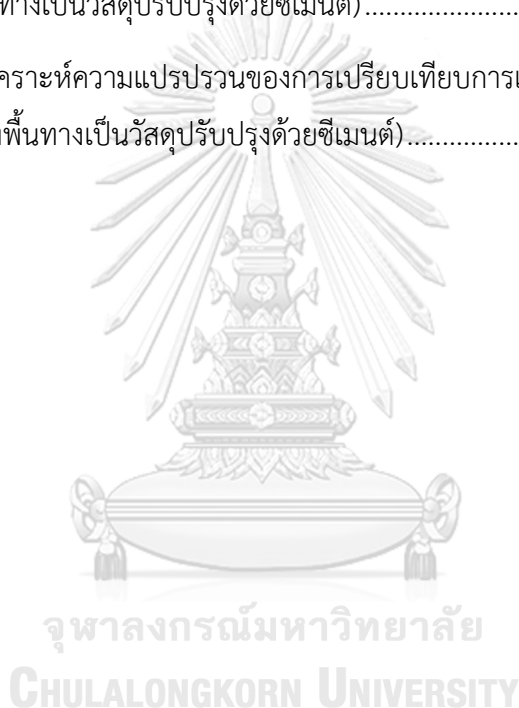 ทางเป็นวัสดุปรับปรุงด้วยซีเมนต์).......................
คราะห์ความแปรปรวนของการเปรียบเทียบการเ
พื้นทางเป็นวัสดุปรับปรุงด้วยซีเมนต์)..................
จุฬาลงกรณ์มหาวิทยาลัย
CHULALONGKORN UNIVERSITY